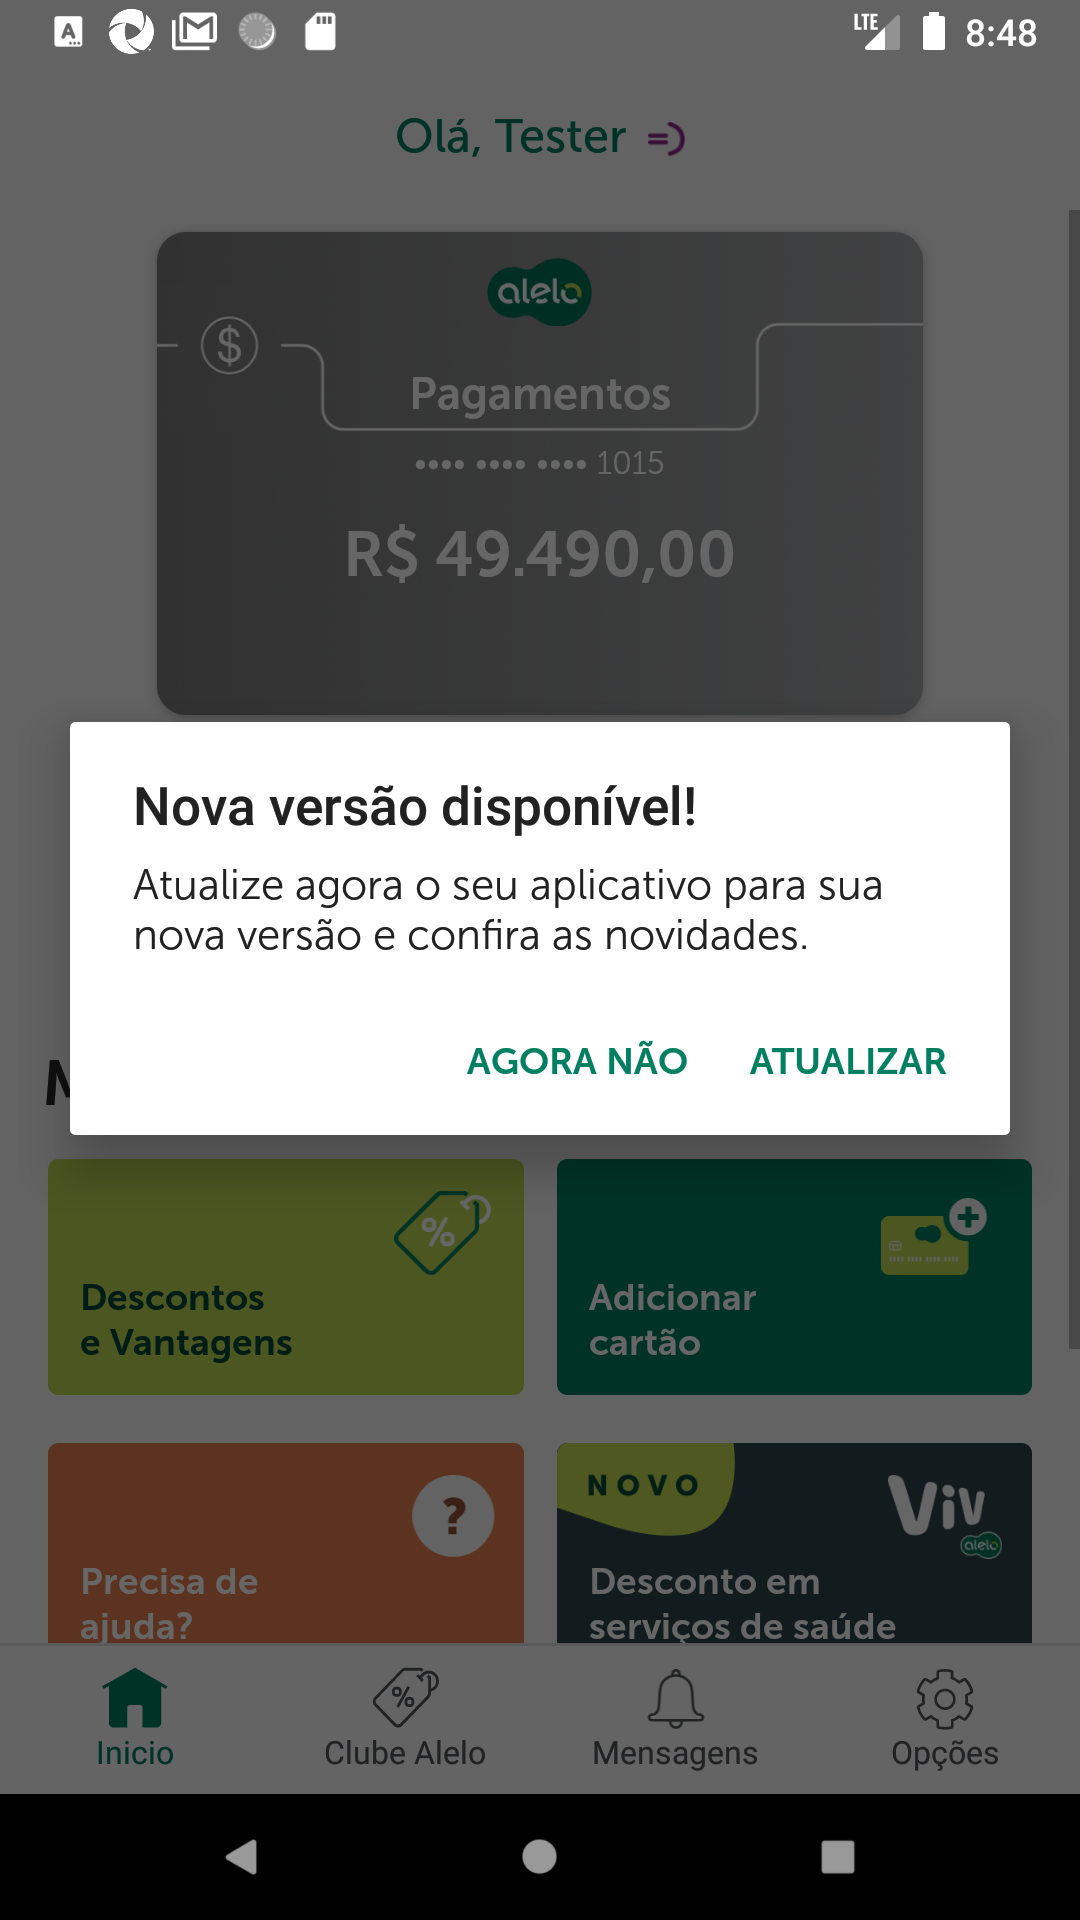 LTE 8:48
Olá, Tester
alelo
$
Pagamentos
•••• •••• •••• 1015
R$ 49.490,00
Nova versão disponível!
Atualize agora o seu aplicativo para sua
nova versão e confira as novidades.
AGORA NÃO ATUALIZAR
%
Descontos
e Vantagens
Adicionar
cartão
?
Precisa de
ajuda?
NOVO
Viv
alelo
Desconto em
serviços de saúde
Inicio
Clube Alelo
Mensagens
Opções